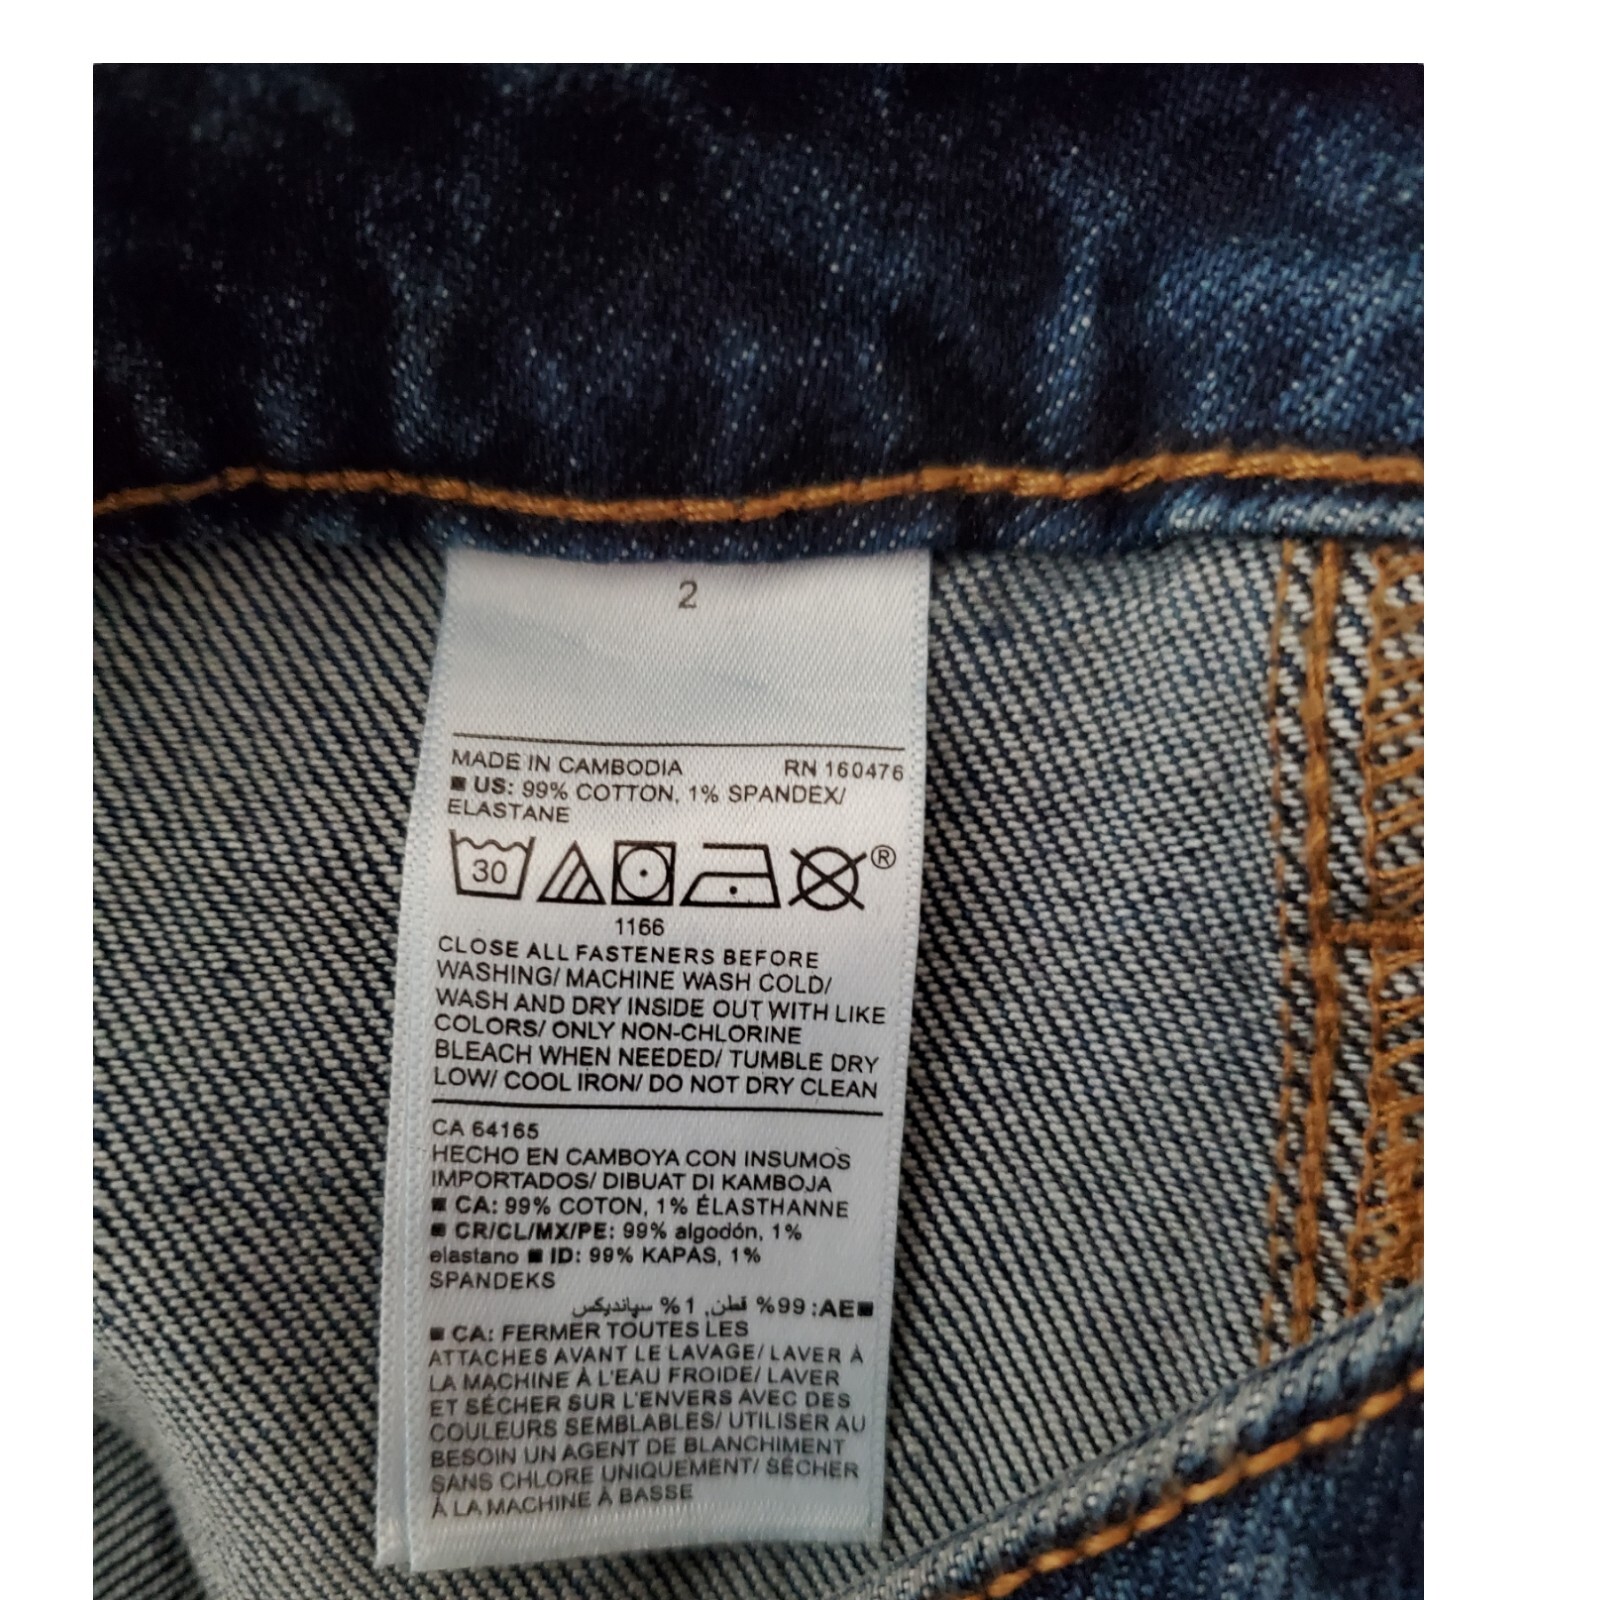 2
MADE IN CAMBODIA RN 160476
■ US: 99% COTTON, 1% SPANDEX/
ELASTANE
30 ®
1166
CLOSE ALL FASTENERS BEFORE
WASHING/ MACHINE WASH COLD/
WASH AND DRY INSIDE OUT WITH LIKE
COLORS/ ONLY NON-CHLORINE
BLEACH WHEN NEEDED/ TUMBLE DRY
LOW/ COOL IRON/ DO NOT DRY CLEAN
CA 64165
HECHO EN CAMBOYA CON INSUMOS
IMPORTADOS/ DIBUAT DI KAMBOJA
■ CA: 99% COTON, 1% ÉLASTHANNE
■ CR/CL/MX/PE: 99% algodón, 1%
elastano ■ ID: 99% KAPAS, 1%
SPANDEKS
■AE: 99% قطن, 1% سپاندیکس
■ CA: FERMER TOUTES LES
ATTACHES AVANT LE LAVAGE/ LAVER À
LA MACHINE À L'EAU FROIDE/ LAVER
ET SÉCHER SUR L'ENVERS AVEC DES
COULEURS SEMBLABLES/ UTILISER AU
BESOIN UN AGENT DE BLANCHIMENT
SANS CHLORE UNIQUEMENT/ SÉCHER
À LA MACHINE À BASSE